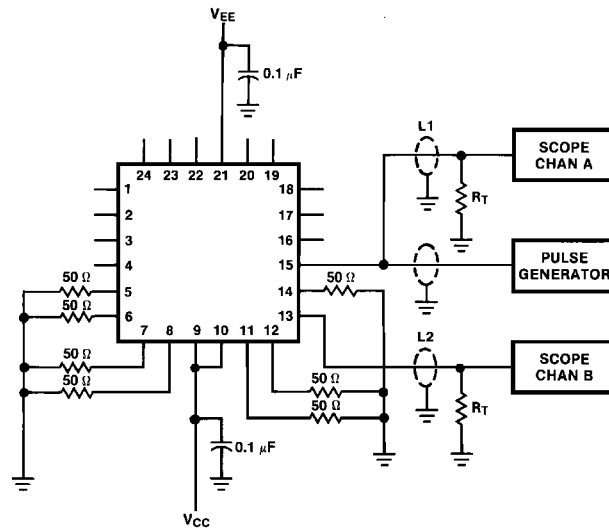 VEE
0.1 μF
L1
SCOPE
CHAN A
24 23 22 21 20 19
1
2
3
4
5
6
18
17
16
15
14
13
7 8 9 10 11 12
RT
PULSE
GENERATOR
50 Ω
50 Ω
50 Ω
50 Ω
50 Ω
50 Ω
50 Ω
L2
SCOPE
CHAN B
RT
0.1 μF
VCC